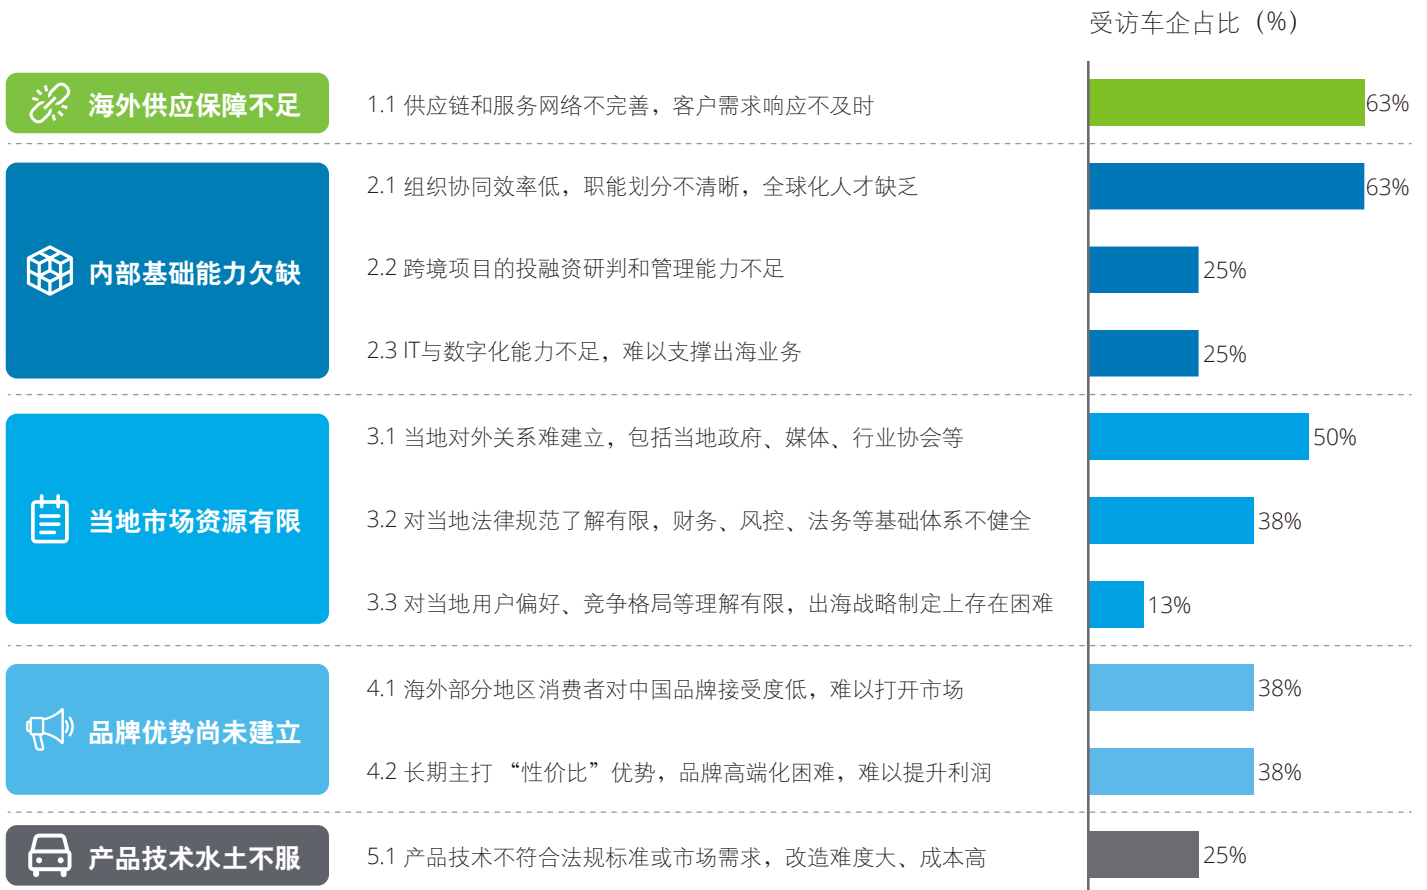 受访车企占比（%）
海外供应保障不足
1.1 供应链和服务网络不完善，客户需求响应不及时
63%
内部基础能力欠缺
2.1 组织协同效率低，职能划分不清晰，全球化人才缺乏
63%
2.2 跨境项目的投融资研判和管理能力不足
25%
2.3 IT与数字化能力不足，难以支撑出海业务
25%
当地市场资源有限
3.1 当地对外关系难建立，包括当地政府、媒体、行业协会等
50%
3.2 对当地法律规范了解有限，财务、风控、法务等基础体系不健全
38%
3.3 对当地用户偏好、竞争格局等理解有限，出海战略制定上存在困难
13%
品牌优势尚未建立
4.1 海外部分地区消费者对中国品牌接受度低，难以打开市场
38%
4.2 长期主打 “性价比”优势，品牌高端化困难，难以提升利润
38%
产品技术水土不服
5.1 产品技术不符合法规标准或市场需求，改造难度大、成本高
25%